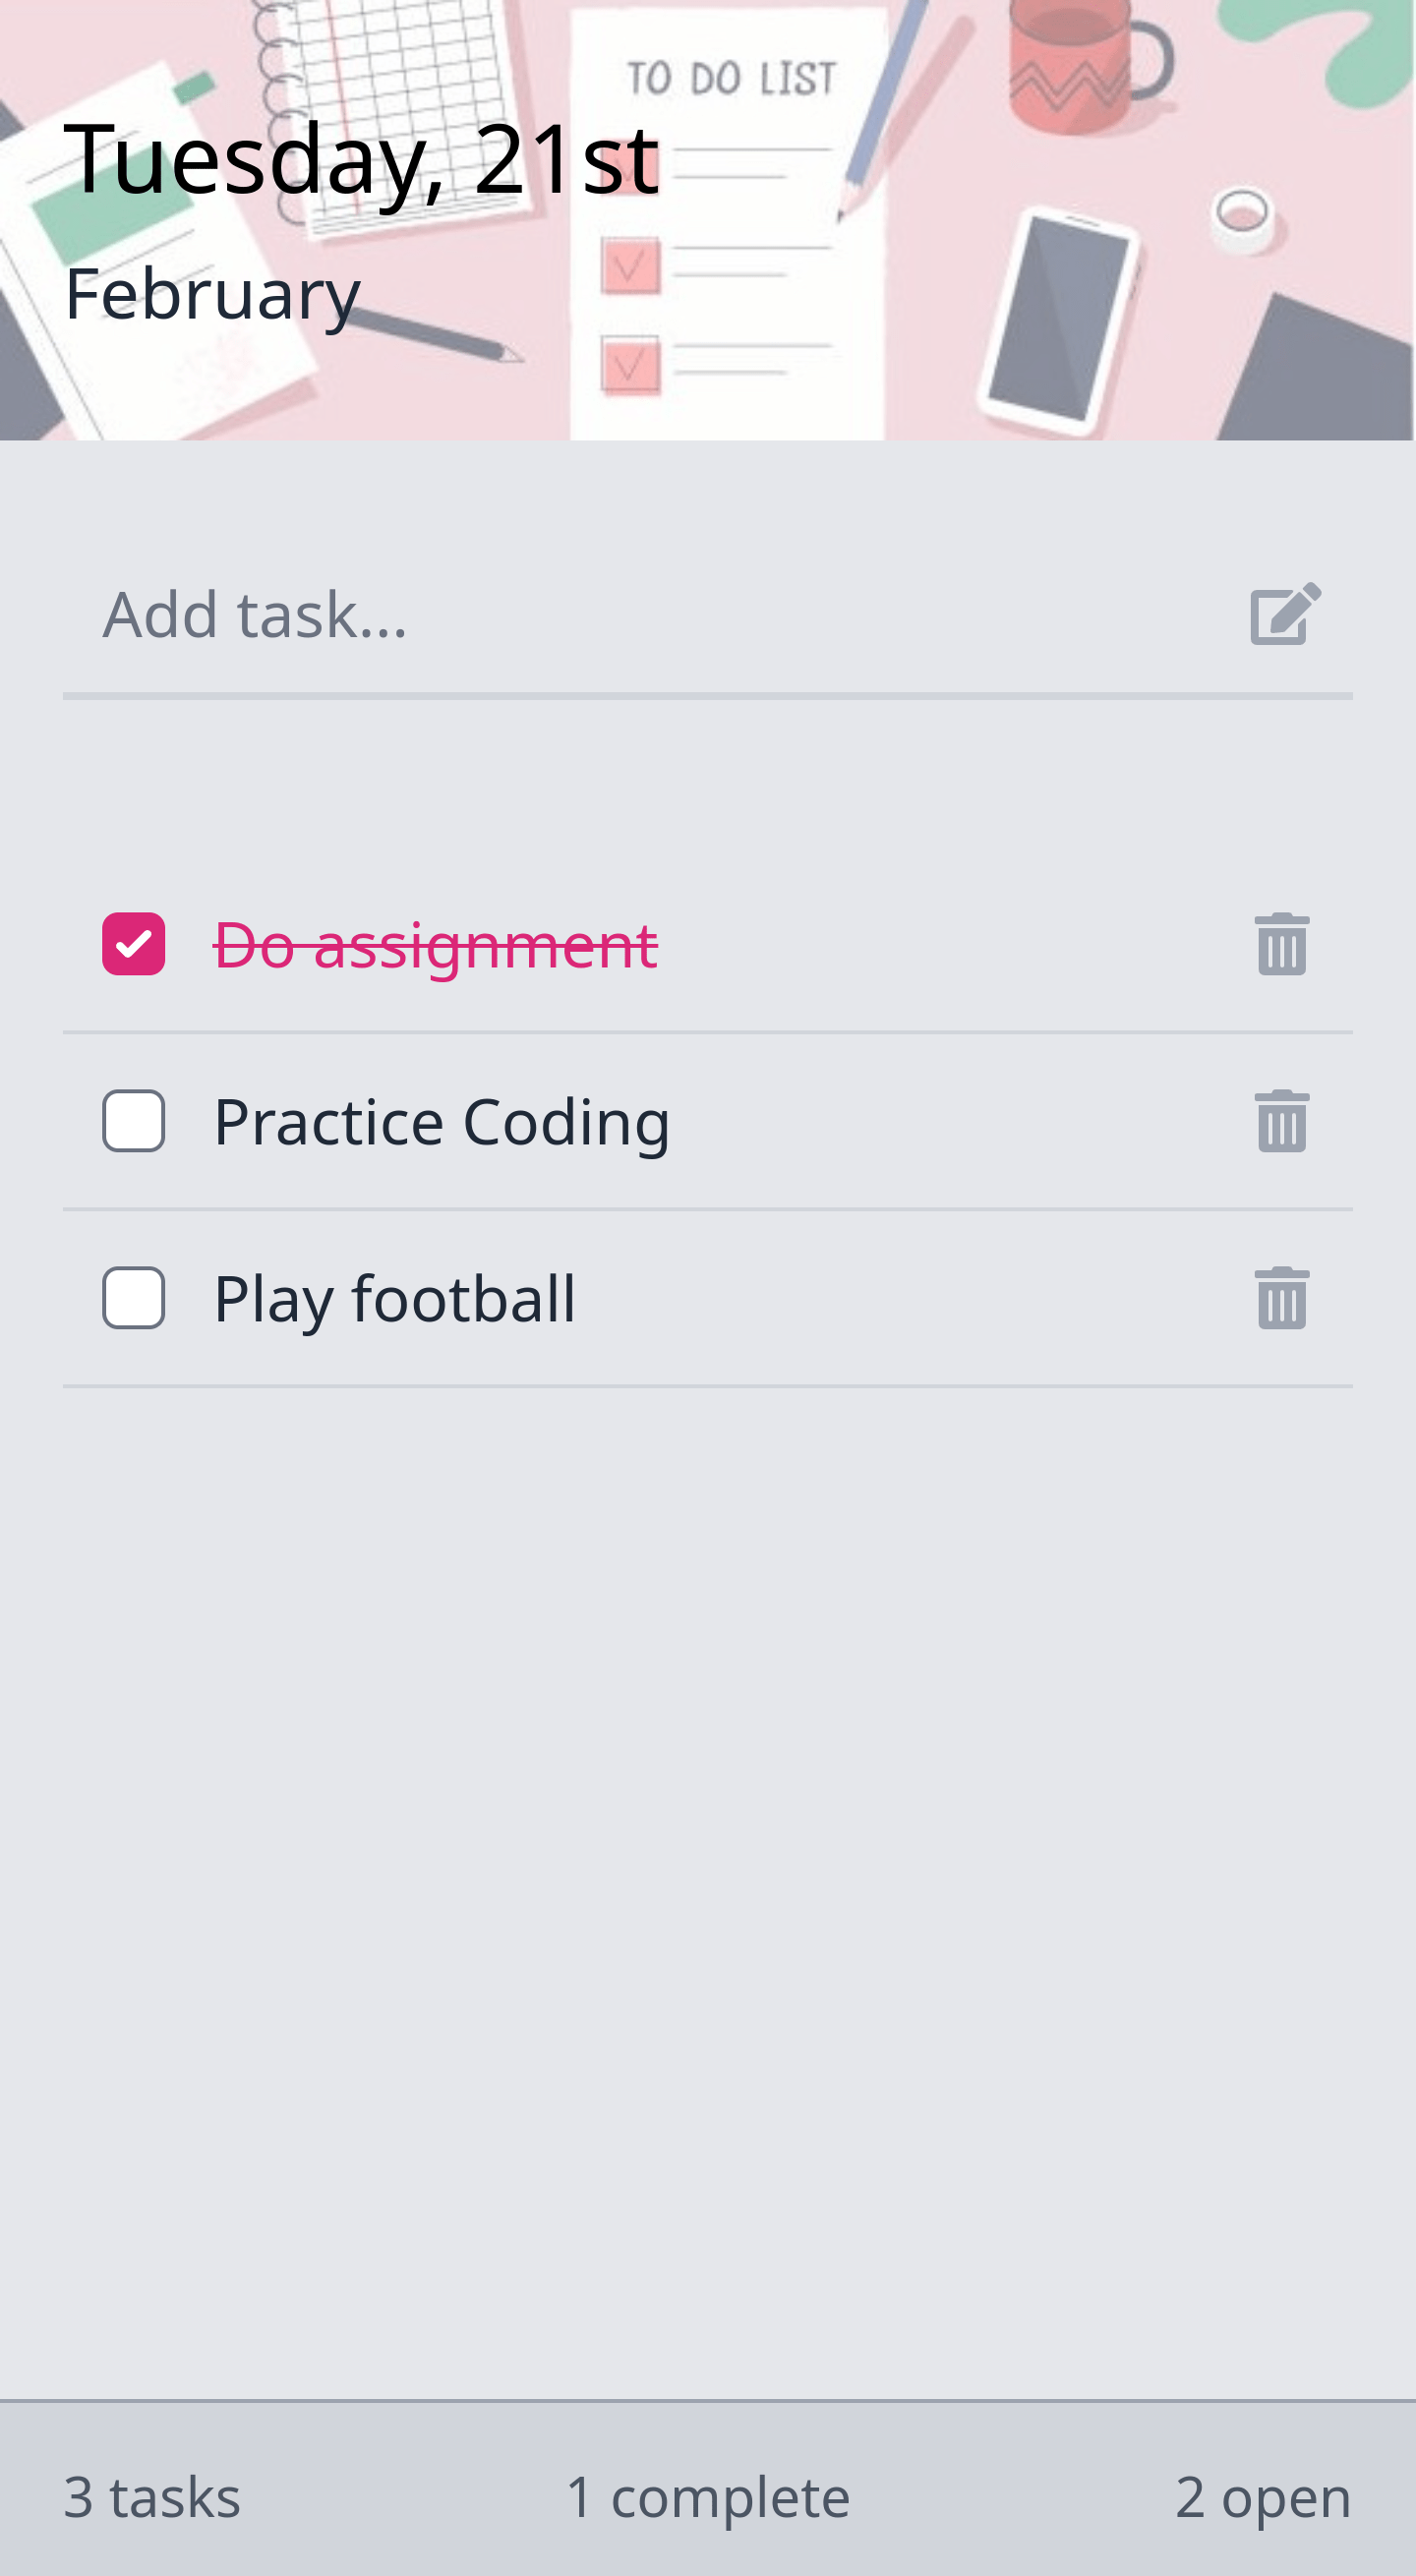 TO DO LIST
Tuesday, 21st
February
Add task...
Do assignment
Practice Coding
Play football
3 tasks
1 complete
2 open